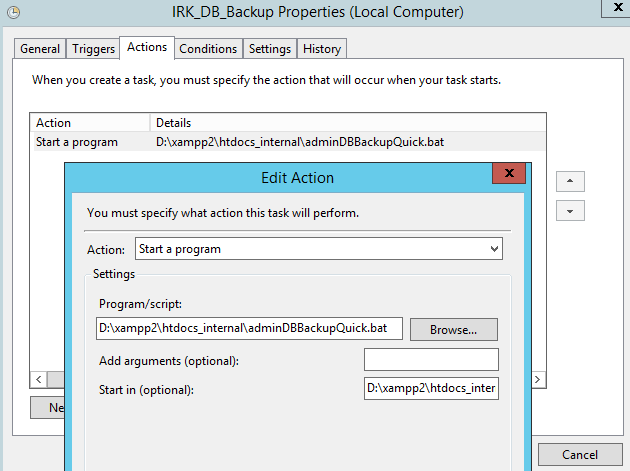 IRK_DB_Backup Properties (Local Computer)
x
General Triggers Actions Conditions Settings History
When you create a task, you must specify the action that will occur when your task starts.
Action Details
Start a program D:\xampp2\htdocs_internal\adminDBBackupQuick.bat
Edit Action
x
You must specify what action this task will perform.
Action: Start a program
Settings
Program/script:
D:\xampp2\htdocs_internal\adminDBBackupQuick.bat Browse...
Add arguments (optional):
Start in (optional): D:\xampp2\htdocs_inter
Ne
Cancel